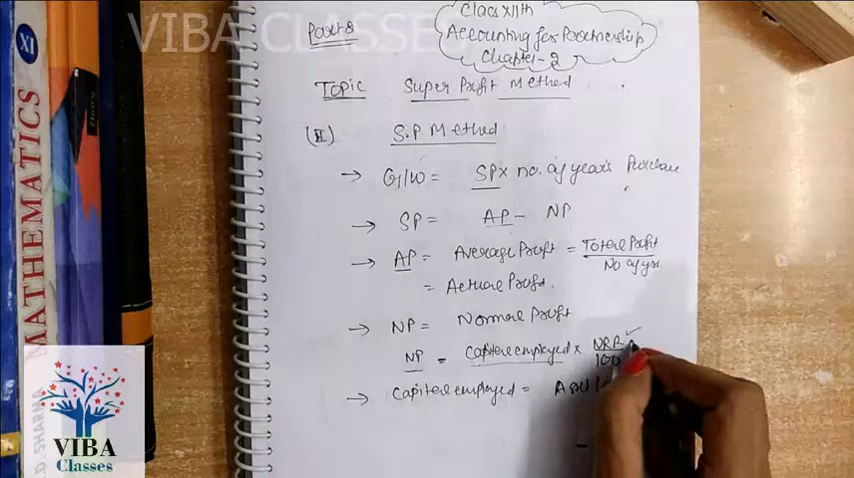 VIBA CLASSES
XI
MATHEMATICS
Part 8
Class XIIth
Accounting for Partnership
Chapter-2
Topic Super Profit Method
(II) S.P Method
→ G/W = SP x no. of year's Purchase
→ SP = AP - NP
→ AP = Average Profit = Total Profit
No of yr.
= Actual Profit.
→ NP = Normal Profit
NP = Capital employed x NRR
100
→ Capital employed =
VIBA
Classes
SHARMA